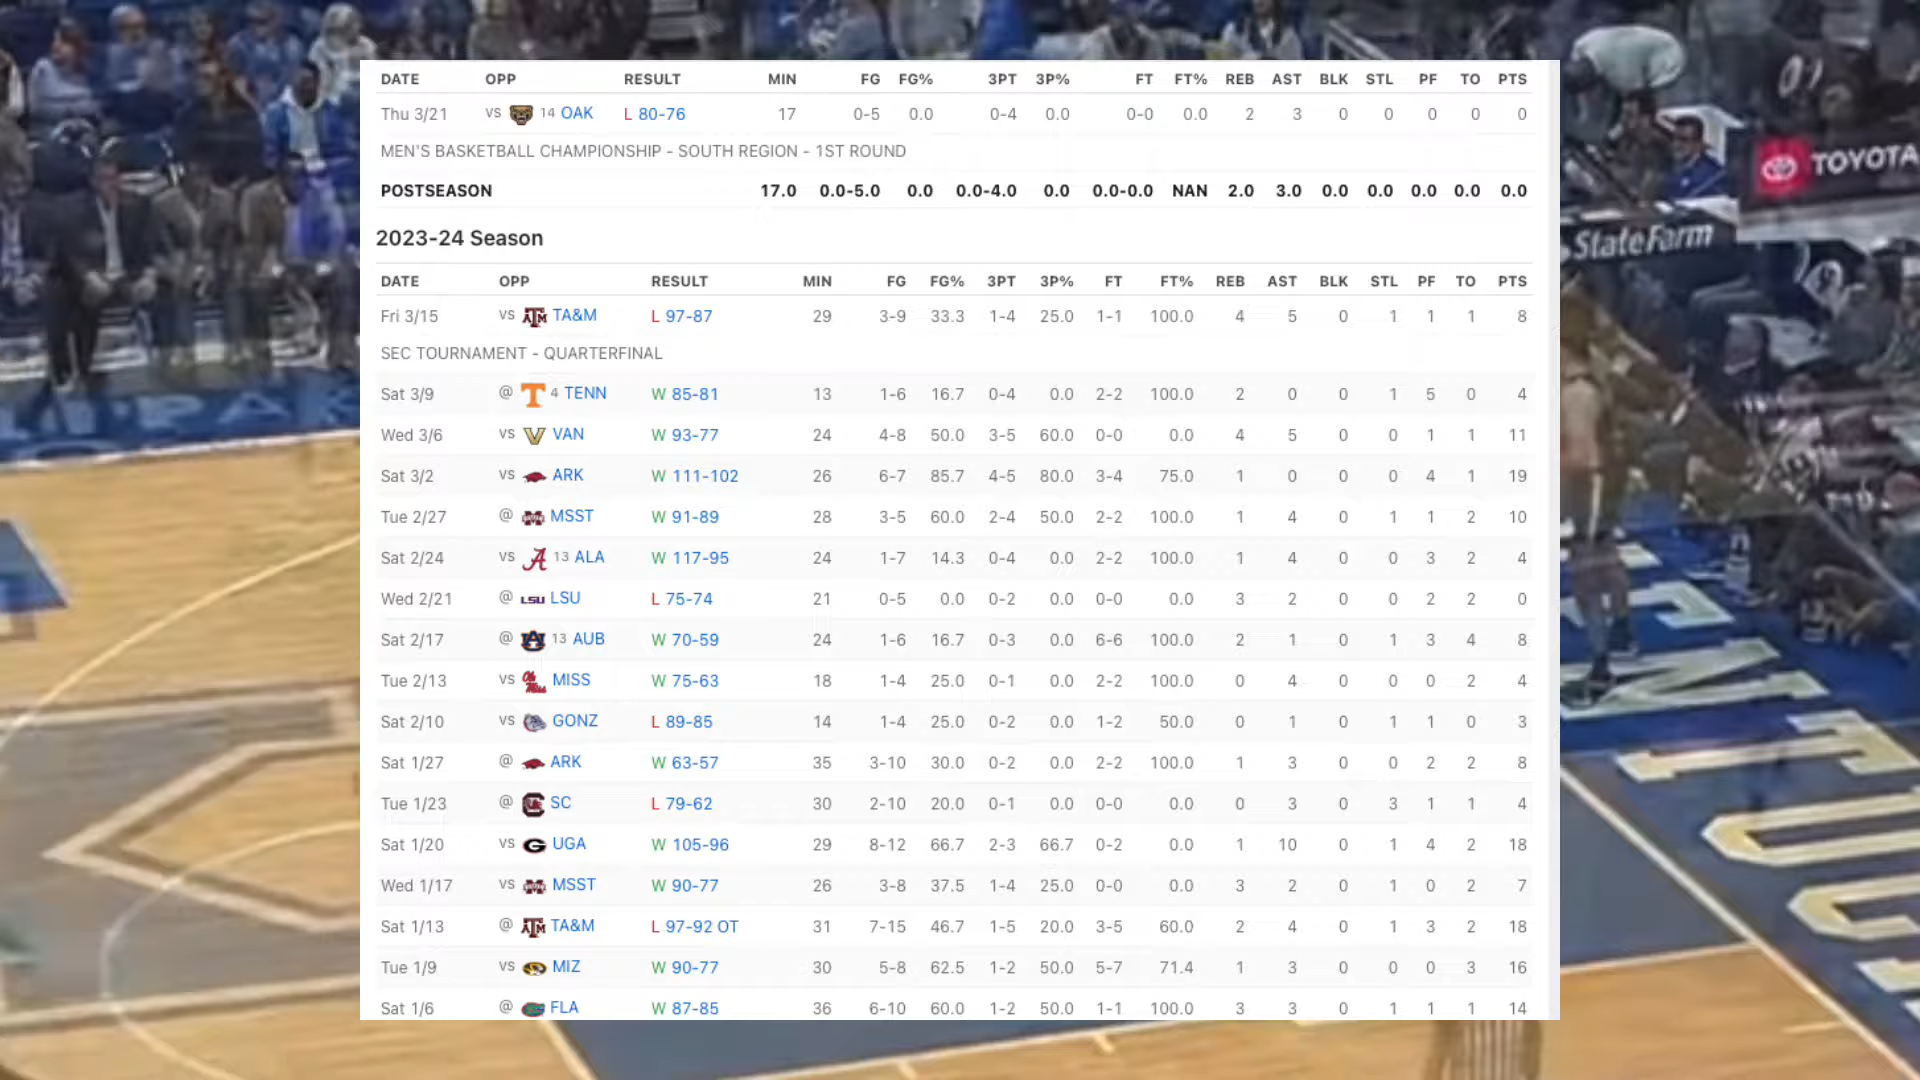 DATE OPP RESULT MIN FG FG% 3PT 3P% FT FT% REB AST BLK STL PF TO PTS
Thu 3/21 vs 14 OAK L 80-76 17 0-5 0.0 0-4 0.0 0-0 0.0 2 3 0 0 0 0 0
MEN'S BASKETBALL CHAMPIONSHIP - SOUTH REGION - 1ST ROUND
POSTSEASON 17.0 0.0-5.0 0.0 0.0-4.0 0.0 0.0-0.0 NAN 2.0 3.0 0.0 0.0 0.0 0.0 0.0
2023-24 Season
DATE OPP RESULT MIN FG FG% 3PT 3P% FT FT% REB AST BLK STL PF TO PTS
Fri 3/15 vs TA&M L 97-87 29 3-9 33.3 1-4 25.0 1-1 100.0 4 5 0 1 1 1 8
SEC TOURNAMENT - QUARTERFINAL
Sat 3/9 @ 4 TENN W 85-81 13 1-6 16.7 0-4 0.0 2-2 100.0 2 0 0 1 5 0 4
Wed 3/6 vs VAN W 93-77 24 4-8 50.0 3-5 60.0 0-0 0.0 4 5 0 0 1 1 11
Sat 3/2 vs ARK W 111-102 26 6-7 85.7 4-5 80.0 3-4 75.0 1 0 0 0 4 1 19
Tue 2/27 @ MSST W 91-89 28 3-5 60.0 2-4 50.0 2-2 100.0 1 4 0 1 1 2 10
Sat 2/24 vs 13 ALA W 117-95 24 1-7 14.3 0-4 0.0 2-2 100.0 1 4 0 0 3 2 4
Wed 2/21 @ LSU LSU L 75-74 21 0-5 0.0 0-2 0.0 0-0 0.0 3 2 0 0 2 2 0
Sat 2/17 @ 13 AUB W 70-59 24 1-6 16.7 0-3 0.0 6-6 100.0 2 1 0 1 3 4 8
Tue 2/13 vs Ole Miss MISS W 75-63 18 1-4 25.0 0-1 0.0 2-2 100.0 0 4 0 0 0 2 4
Sat 2/10 vs GONZ L 89-85 14 1-4 25.0 0-2 0.0 1-2 50.0 0 1 0 1 1 0 3
Sat 1/27 @ ARK W 63-57 35 3-10 30.0 0-2 0.0 2-2 100.0 1 3 0 0 2 2 8
Tue 1/23 @ SC L 79-62 30 2-10 20.0 0-1 0.0 0-0 0.0 0 3 0 3 1 1 4
Sat 1/20 vs UGA W 105-96 29 8-12 66.7 2-3 66.7 0-2 0.0 1 10 0 1 4 2 18
Wed 1/17 vs MSST W 90-77 26 3-8 37.5 1-4 25.0 0-0 0.0 3 2 0 1 0 2 7
Sat 1/13 @ TA&M L 97-92 OT 31 7-15 46.7 1-5 20.0 3-5 60.0 2 4 0 1 3 2 18
Tue 1/9 vs MIZ W 90-77 30 5-8 62.5 1-2 50.0 5-7 71.4 1 3 0 0 0 3 16
Sat 1/6 @ FLA W 87-85 36 6-10 60.0 1-2 50.0 1-1 100.0 3 3 0 1 1 1 14
TOYOTA
StateFarm